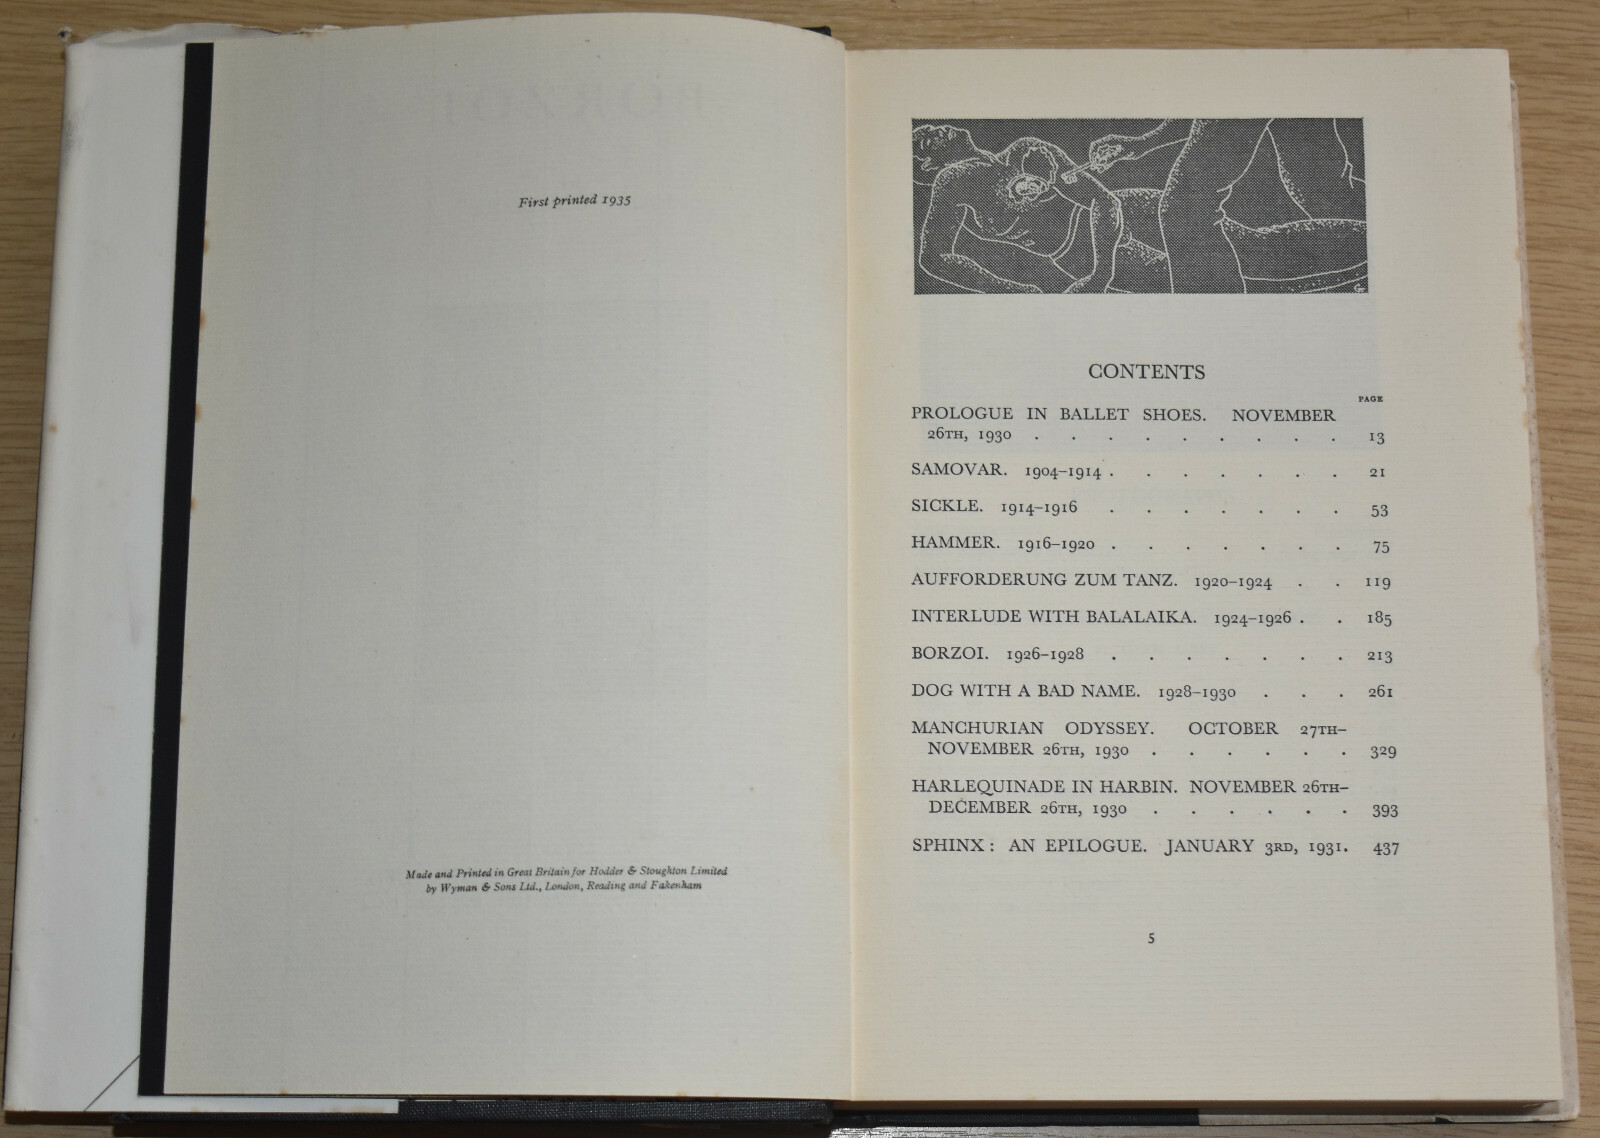 First printed 1935
Made and Printed in Great Britain for Hodder & Stoughton Limited
by Wyman & Sons Ltd., London, Reading and Fakenham
CONTENTS
PAGE
PROLOGUE IN BALLET SHOES. NOVEMBER
26TH, 1930 . . . . . . . . . 13
SAMOVAR. 1904–1914 . . . . . . . 21
SICKLE. 1914–1916 . . . . . . . 53
HAMMER. 1916–1920 . . . . . . . 75
AUFFORDERUNG ZUM TANZ. 1920–1924 . . 119
INTERLUDE WITH BALALAIKA. 1924–1926 . . 185
BORZOI. 1926–1928 . . . . . . . 213
DOG WITH A BAD NAME. 1928–1930 . . . 261
MANCHURIAN ODYSSEY. OCTOBER 27TH–
NOVEMBER 26TH, 1930 . . . . . . 329
HARLEQUINADE IN HARBIN. NOVEMBER 26TH–
DECEMBER 26TH, 1930 . . . . . . 393
SPHINX: AN EPILOGUE. JANUARY 3RD, 1931. 437
5